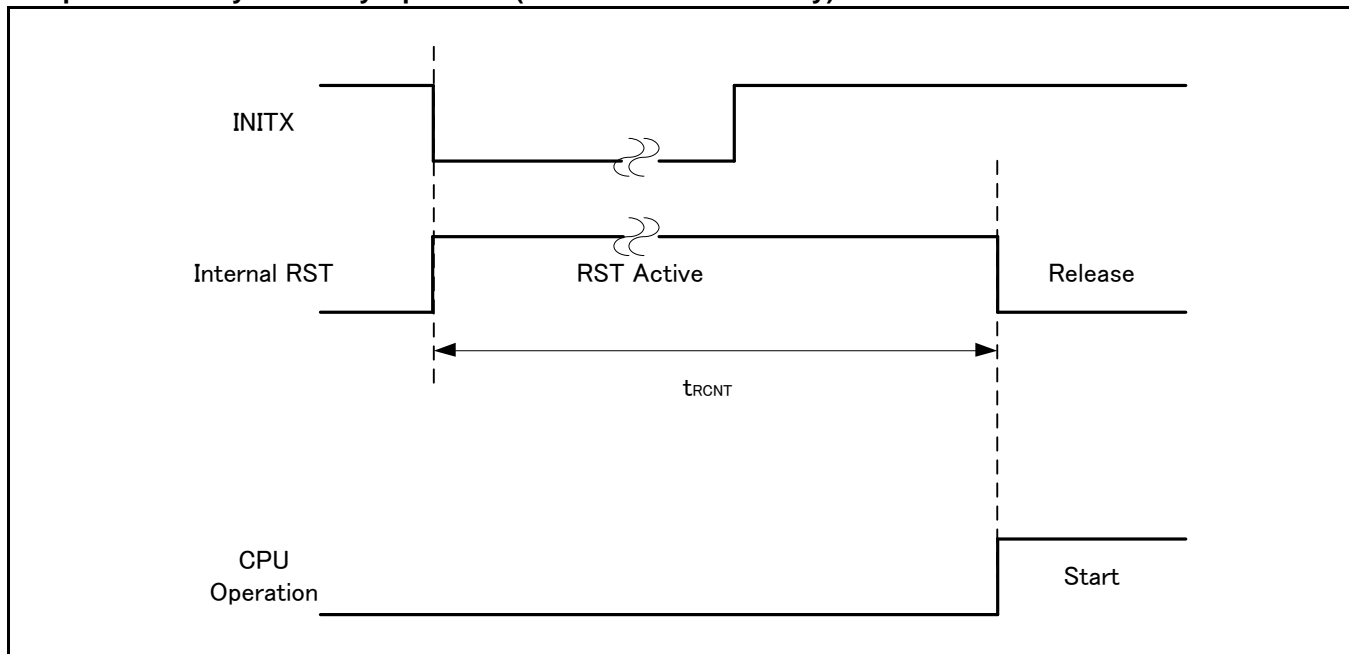 INITX
Internal RST
RST Active
Release
tRCNT
CPU
Operation
Start